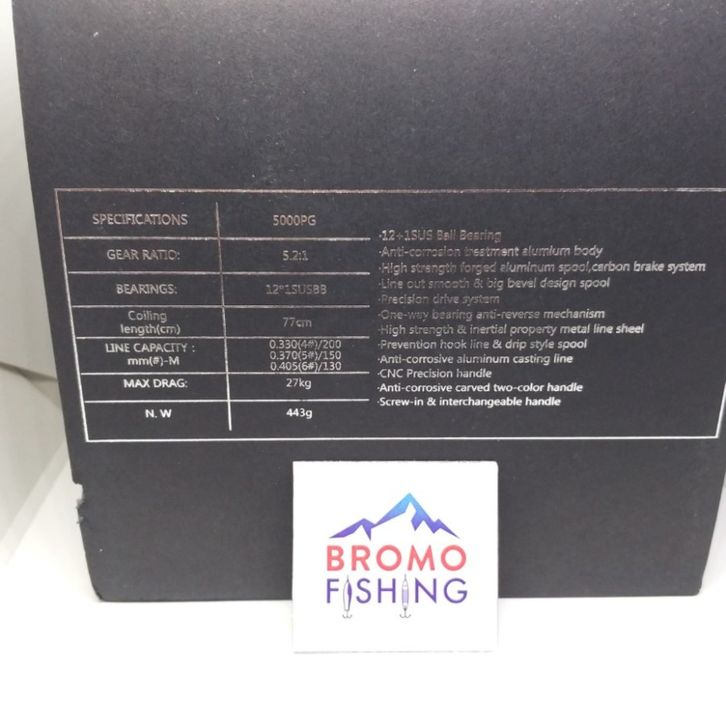 SPECIFICATIONS 5000PG
GEAR RATIO: 5.2:1
BEARINGS: 12*1SUSBB
Coiling
length(cm) 77cm
LINE CAPACITY :
mm(#)-M
0.330(4#)/200
0.370(5#)/150
0.405(6#)/130
MAX DRAG: 27kg
N. W 443g
·12+1SUS Ball Bearing
·Anti-corrosion treatment alumium body
·High strength forged aluminum spool,carbon brake system
·Line cut smooth & big bevel design spool
·Precision drive system
·One-way bearing anti-reverse mechanism
·High strength & inertial property metal line sheel
·Prevention hook line & drip style spool
·Anti-corrosive aluminum casting line
·CNC Precision handle
·Anti-corrosive carved two-color handle
·Screw-in & interchangeable handle
BROMO
FISHING